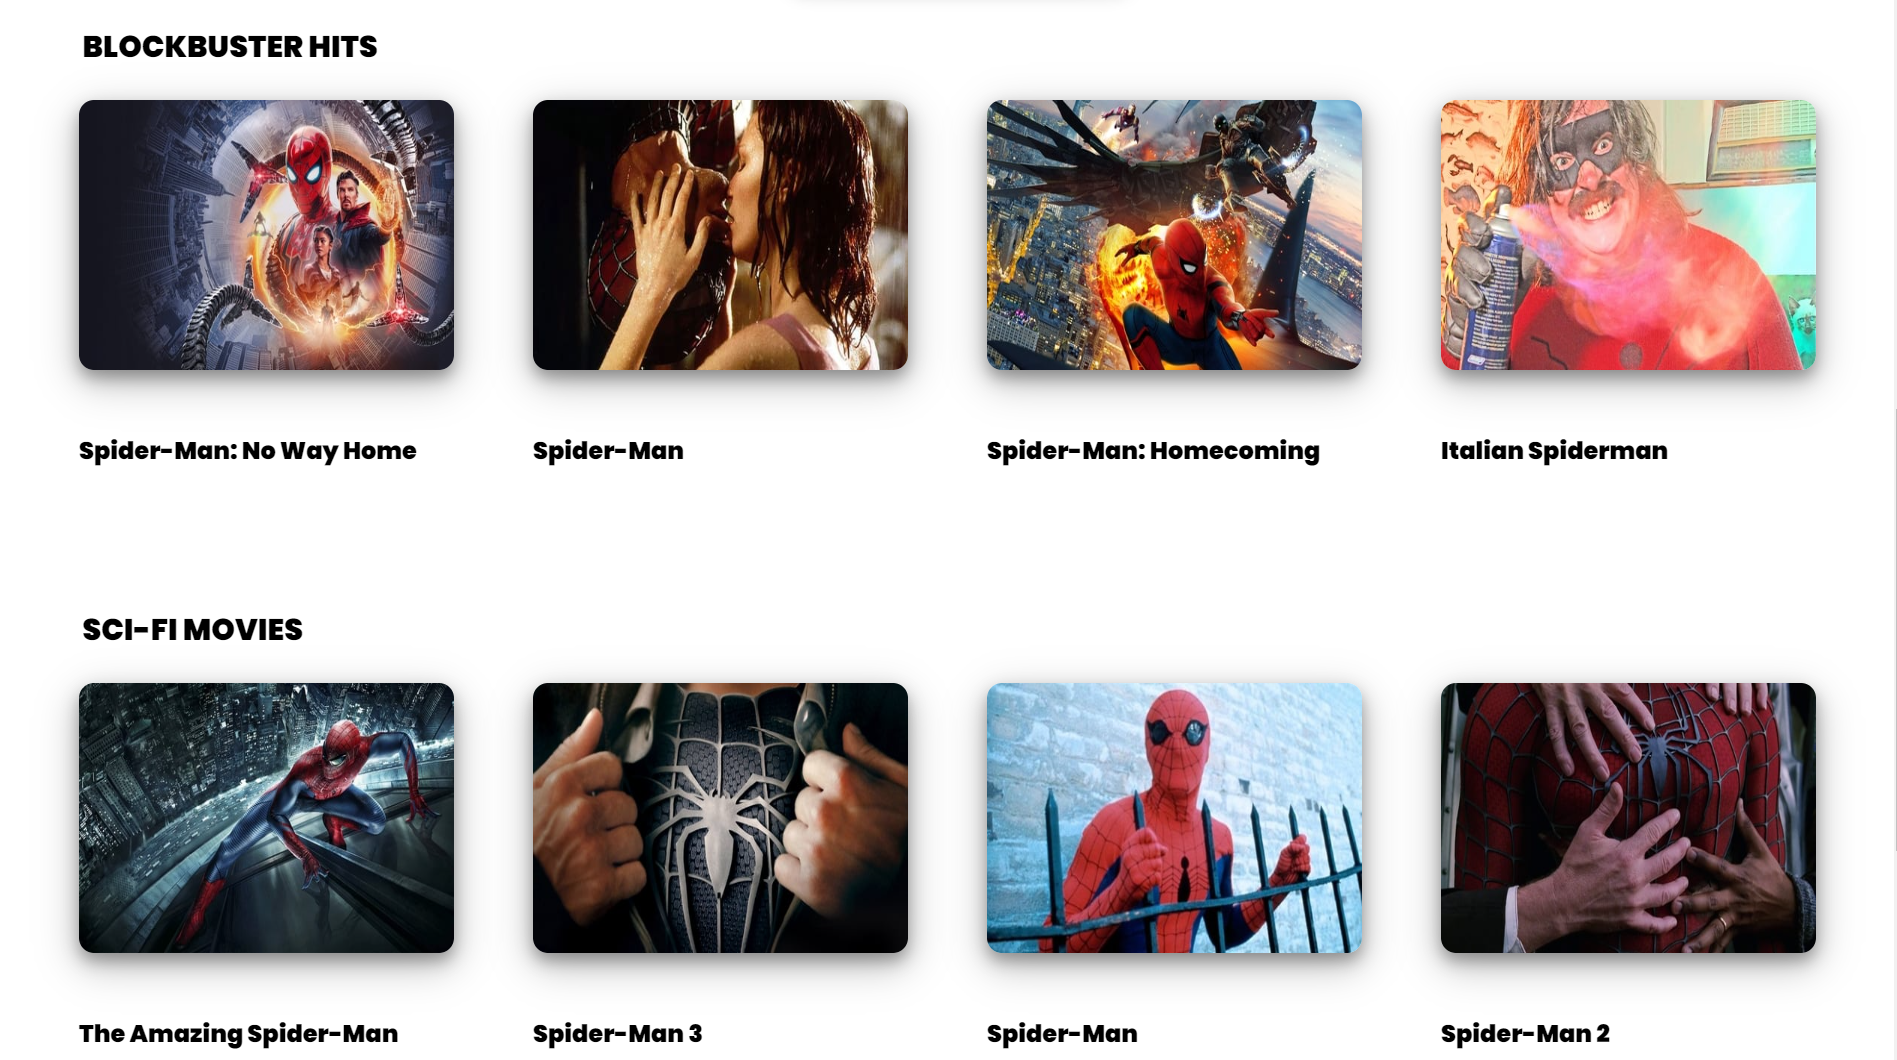 BLOCKBUSTER HITS
Spider-Man: No Way Home
Spider-Man
Spider-Man: Homecoming
Italian Spiderman
SCI-FI MOVIES
The Amazing Spider-Man
Spider-Man 3
Spider-Man
Spider-Man 2